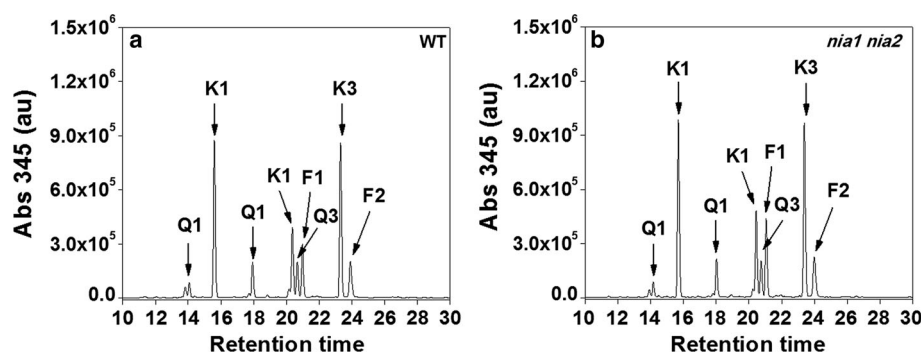 a
WT
Abs 345 (au)
1.5x10⁶
1.2x10⁶
9.0x10⁵
6.0x10⁵
3.0x10⁵
0.0
Q1
K1
Q1
K1
F1
Q3
K3
F2
10 12 14 16 18 20 22 24 26 28 30
Retention time
b
nia1 nia2
Abs 345 (au)
1.5x10⁶
1.2x10⁶
9.0x10⁵
6.0x10⁵
3.0x10⁵
0.0
Q1
K1
Q1
K1
F1
Q3
K3
F2
10 12 14 16 18 20 22 24 26 28 30
Retention time